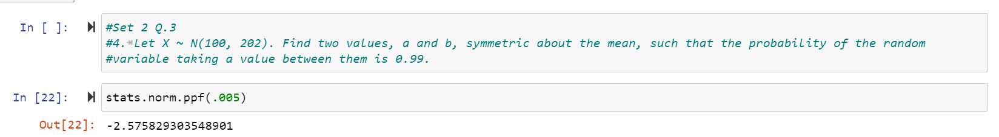 In [ ]:
#Set 2 Q.3
#4. Let X ~ N(100, 202). Find two values, a and b, symmetric about the mean, such that the probability of the random
#variable taking a value between them is 0.99.
In [22]: stats.norm.ppf(.005)
Out[22]: -2.575829303548901